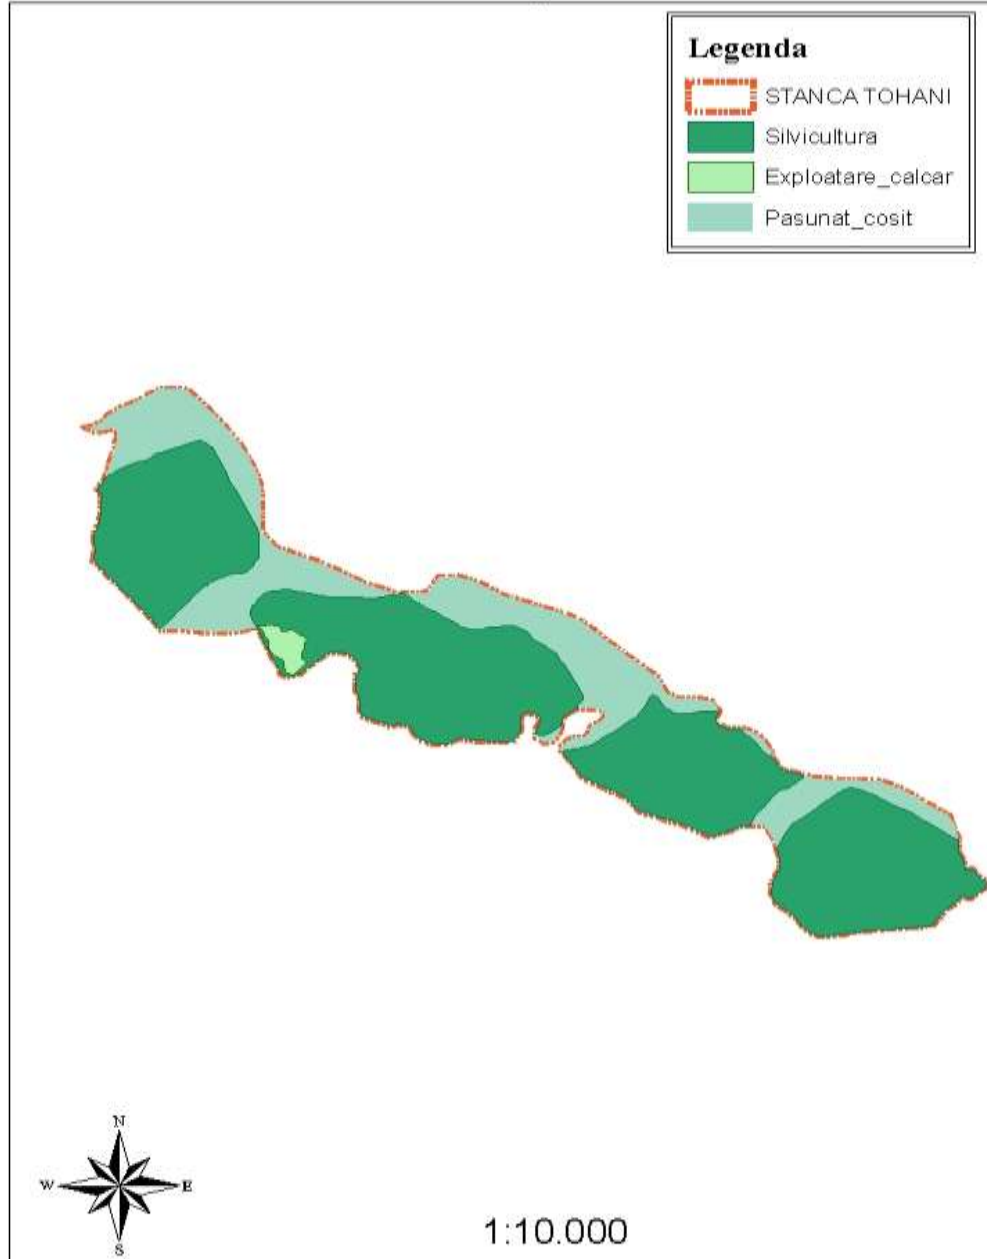 Legenda
STANCA TOHANI
Silvicultura
Exploatare_calcar
Pasunat_cosit
N
W E
S
1:10.000